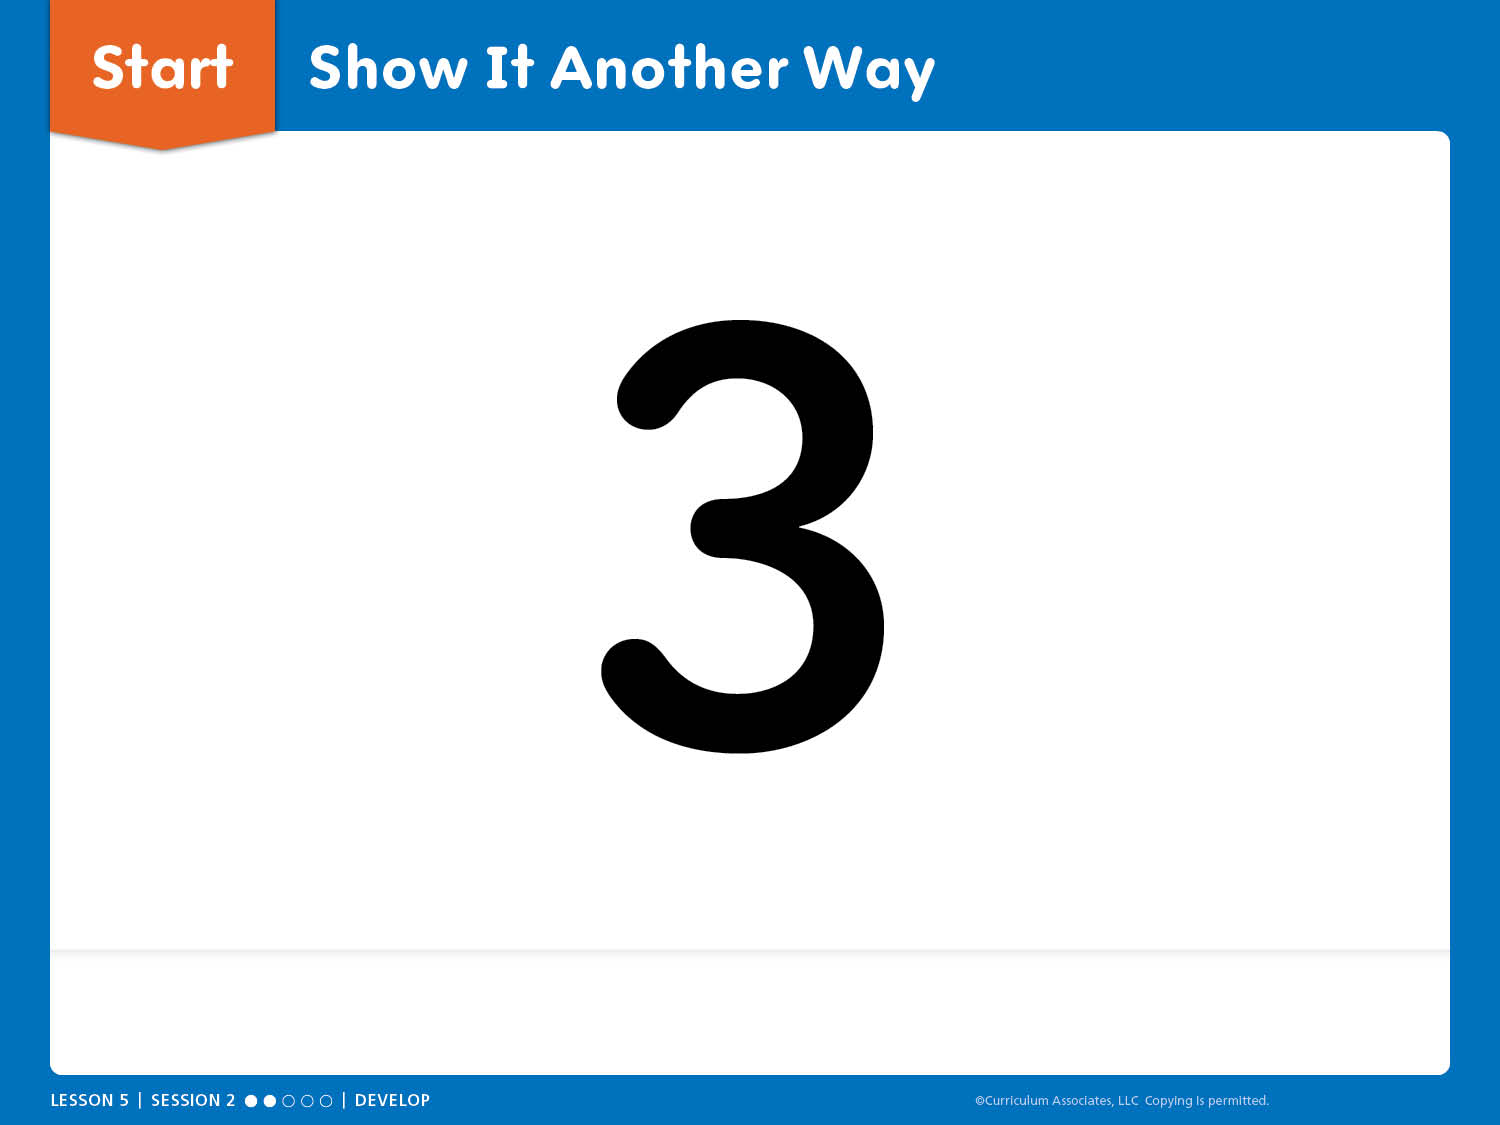 Start
Show It Another Way
3
LESSON 5 | SESSION 2 ●●○○○ | DEVELOP
©Curriculum Associates, LLC Copying is permitted.